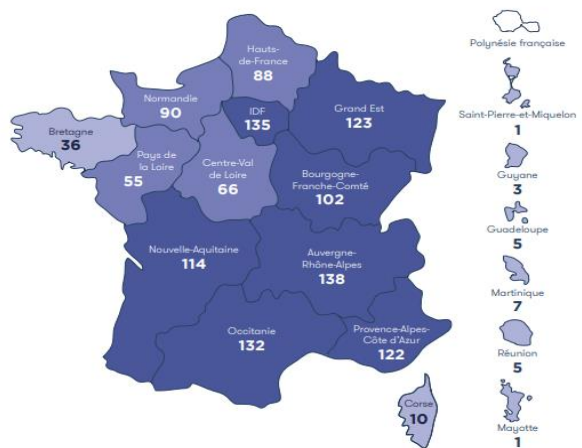 Hauts-
de-France
88
Normandie
90
IDF
135
Grand Est
123
Bretagne
36
Pays de
la Loire
55
Centre-Val
de Loire
66
Bourgogne-
Franche-Comté
102
Nouvelle-Aquitaine
114
Auvergne-
Rhône-Alpes
138
Occitanie
132
Provence-Alpes-
Côte d'Azur
122
Corse
10
Polynésie française
Saint-Pierre-et-Miquelon
1
Guyane
3
Guadeloupe
5
Martinique
7
Réunion
5
Mayotte
1